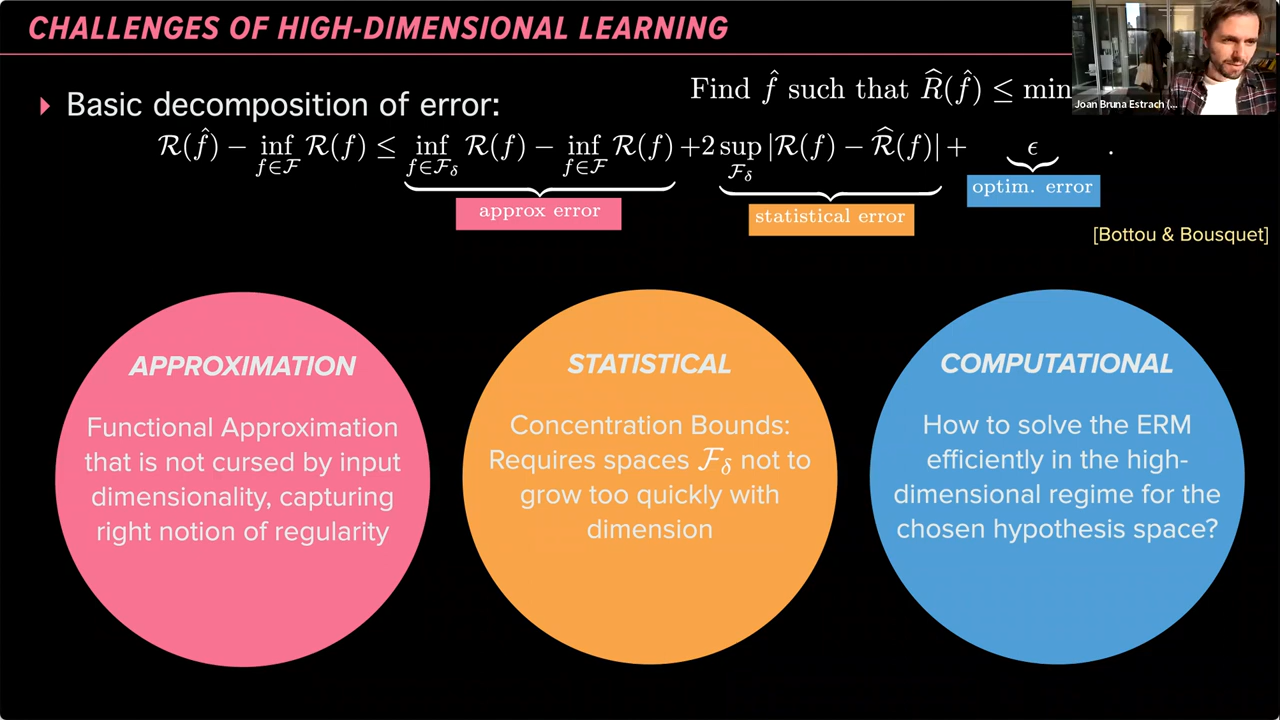 CHALLENGES OF HIGH-DIMENSIONAL LEARNING
Find f̂ such that R̂(f̂) ≤ min
Joan Bruna Estrach (...
Basic decomposition of error:
R(f̂) − inf_{f∈F} R(f) ≤ inf_{f∈F_δ} R(f) − inf_{f∈F} R(f) + 2 sup_{F_δ} |R(f) − R̂(f)| + ϵ .
approx error
statistical error
optim. error
[Bottou & Bousquet]
APPROXIMATION
Functional Approximation
that is not cursed by input
dimensionality, capturing
right notion of regularity
STATISTICAL
Concentration Bounds:
Requires spaces F_δ not to
grow too quickly with
dimension
COMPUTATIONAL
How to solve the ERM
efficiently in the high-
dimensional regime for the
chosen hypothesis space?